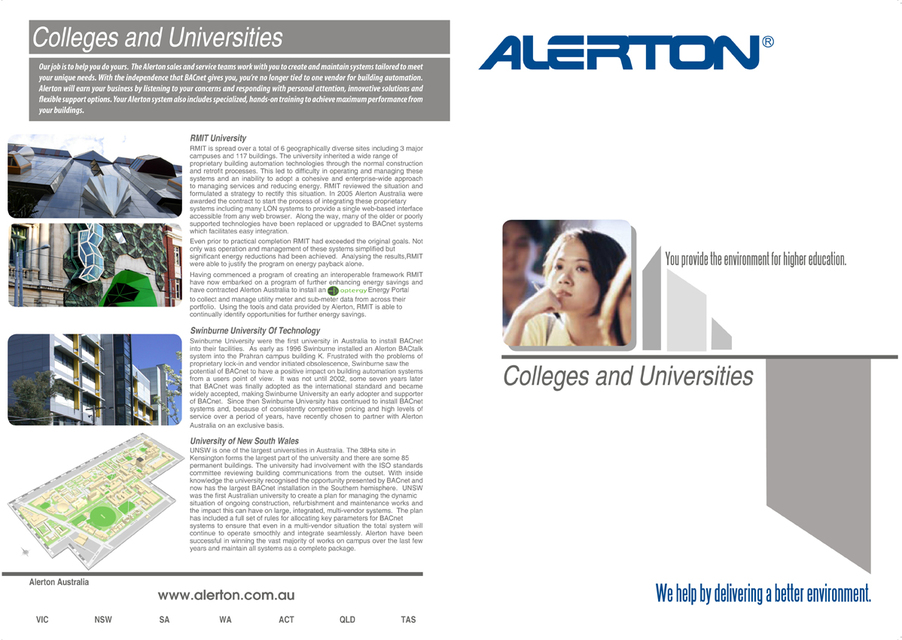 Colleges and Universities
Our job is to help you do yours. The Alerton sales and service teams work with you to create and maintain systems tailored to meet
your unique needs. With the independence that BACnet gives you, you're no longer tied to one vendor for building automation.
Alerton will earn your business by listening to your concerns and responding with personal attention, innovative solutions and
flexible support options. Your Alerton system also includes specialized, hands-on training to achieve maximum performance from
your buildings.
RMIT University
RMIT is spread over a total of 6 geographically diverse sites including 3 major
campuses and 117 buildings. The university inherited a wide range of
proprietary building automation technologies through the normal construction
and retrofit processes. This led to difficulty in operating and managing these
systems and an inability to adopt a cohesive and enterprise-wide approach
to managing services and reducing energy. RMIT reviewed the situation and
formulated a strategy to rectify this situation. In 2005 Alerton Australia were
awarded the contract to start the process of integrating these proprietary
systems including many LON systems to provide a single web-based interface
accessible from any web browser. Along the way, many of the older or poorly
supported technologies have been replaced or upgraded to BACnet systems
which facilitates easy integration.
Even prior to practical completion RMIT had exceeded the original goals. Not
only was operation and management of these systems simplified but
significant energy reductions had been achieved. Analysing the results,RMIT
were able to justify the program on energy payback alone.
Having commenced a program of creating an interoperable framework RMIT
have now embarked on a program of further enhancing energy savings and
have contracted Alerton Australia to install an opteray Energy Portal
to collect and manage utility meter and sub-meter data from across their
portfolio. Using the tools and data provided by Alerton, RMIT is able to
continually identify opportunities for further energy savings.
Swinburne University Of Technology
Swinburne University were the first university in Australia to install BACnet
into their facilities. As early as 1996 Swinburne installed an Alerton BACtalk
system into the Prahran campus building K. Frustrated with the problems of
proprietary lock-in and vendor initiated obsolescence, Swinburne saw the
potential of BACnet to have a positive impact on building automation systems
from a users point of view. It was not until 2002, some seven years later
that BACnet was finally adopted as the international standard and became
widely accepted, making Swinburne University an early adopter and supporter
of BACnet. Since then Swinburne University has continued to install BACnet
systems and, because of consistently competitive pricing and high levels of
service over a period of years, have recently chosen to partner with Alerton
Australia on an exclusive basis.
University of New South Wales
UNSW is one of the largest universities in Australia. The 38Ha site in
Kensington forms the largest part of the university and there are some 85
permanent buildings. The university had involvement with the ISO standards
committee reviewing building communications from the outset. With inside
knowledge the university recognised the opportunity presented by BACnet and
now has the largest BACnet installation in the Southern hemisphere. UNSW
was the first Australian university to create a plan for managing the dynamic
situation of ongoing construction, refurbishment and maintenance works and
the impact this can have on large, integrated, multi-vendor systems. The plan
has included a full set of rules for allocating key parameters for BACnet
systems to ensure that even in a multi-vendor situation the total system will
continue to operate smoothly and integrate seamlessly. Alerton have been
successful in winning the vast majority of works on campus over the last few
years and maintain all systems as a complete package.
Alerton Australia
www.alerton.com.au
VIC NSW SA WA ACT QLD TAS
ALERTON®
You provide the environment for higher education.
Colleges and Universities
We help by delivering a better environment.